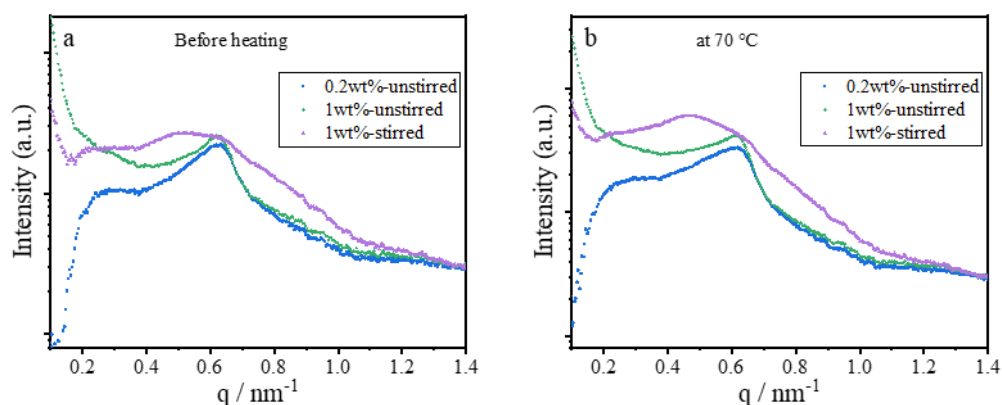 a
Before heating
0.2wt%-unstirred
1wt%-unstirred
1wt%-stirred
Intensity (a.u.)
0.2 0.4 0.6 0.8 1.0 1.2 1.4
q / nm⁻¹
b
at 70 °C
0.2wt%-unstirred
1wt%-unstirred
1wt%-stirred
Intensity (a.u.)
0.2 0.4 0.6 0.8 1.0 1.2 1.4
q / nm⁻¹